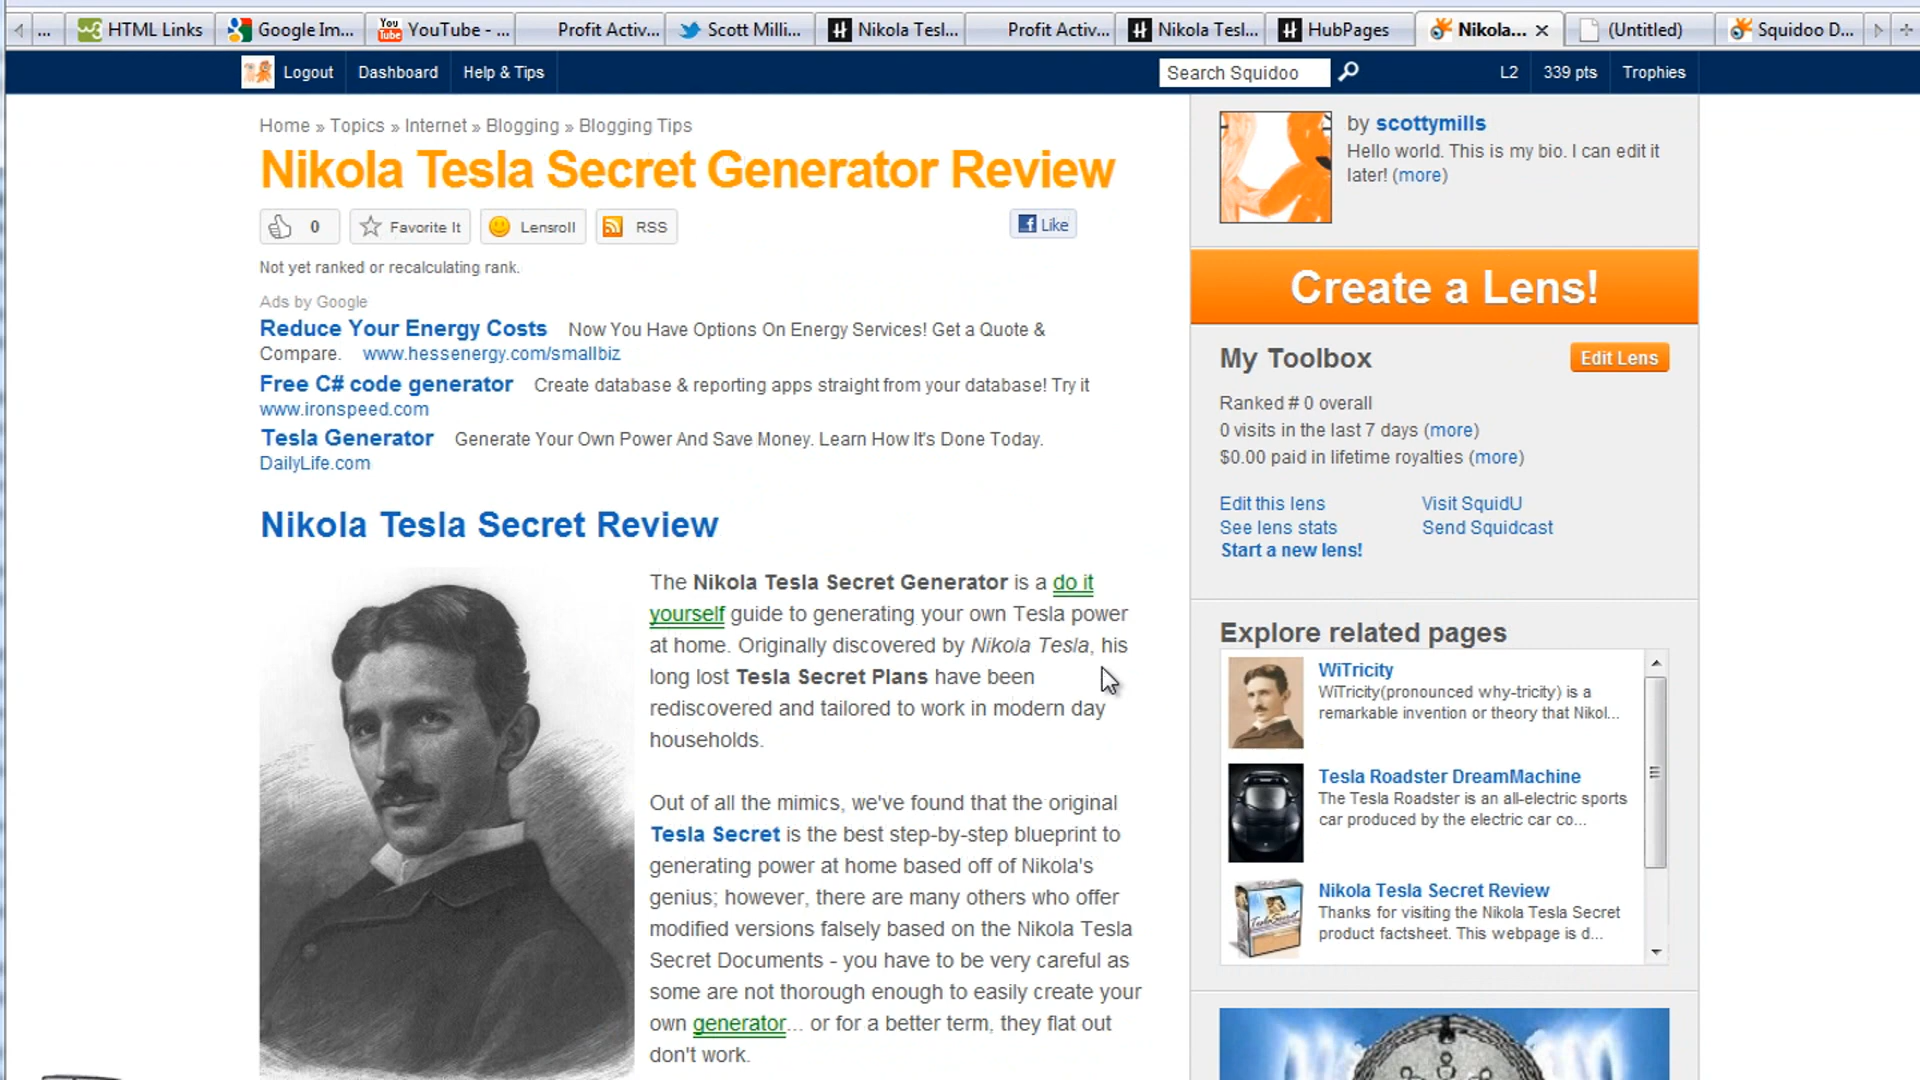 ... HTML Links Google Im... YouTube - ... Profit Activ... Scott Milli... Nikola Tesl... Profit Activ... Nikola Tesl... HubPages Nikola... (Untitled) Squidoo D...
Logout Dashboard Help & Tips Search Squidoo L2 339 pts Trophies
Home » Topics » Internet » Blogging » Blogging Tips
Nikola Tesla Secret Generator Review
0 Favorite It Lensroll RSS Like
Not yet ranked or recalculating rank.
Ads by Google
Reduce Your Energy Costs Now You Have Options On Energy Services! Get a Quote &
Compare. www.hessenergy.com/smallbiz
Free C# code generator Create database & reporting apps straight from your database! Try it
www.ironspeed.com
Tesla Generator Generate Your Own Power And Save Money. Learn How It's Done Today.
DailyLife.com
Nikola Tesla Secret Review
The Nikola Tesla Secret Generator is a do it
yourself guide to generating your own Tesla power
at home. Originally discovered by Nikola Tesla, his
long lost Tesla Secret Plans have been
rediscovered and tailored to work in modern day
households.
Out of all the mimics, we've found that the original
Tesla Secret is the best step-by-step blueprint to
generating power at home based off of Nikola's
genius; however, there are many others who offer
modified versions falsely based on the Nikola Tesla
Secret Documents - you have to be very careful as
some are not thorough enough to easily create your
own generator... or for a better term, they flat out
don't work.
by scottymills
Hello world. This is my bio. I can edit it
later! (more)
Create a Lens!
My Toolbox Edit Lens
Ranked # 0 overall
0 visits in the last 7 days (more)
$0.00 paid in lifetime royalties (more)
Edit this lens Visit SquidU
See lens stats Send Squidcast
Start a new lens!
Explore related pages
WiTricity
WiTricity(pronounced why-tricity) is a
remarkable invention or theory that Nikol...
Tesla Roadster DreamMachine
The Tesla Roadster is an all-electric sports
car produced by the electric car co...
Nikola Tesla Secret Review
Thanks for visiting the Nikola Tesla Secret
product factsheet. This webpage is d...